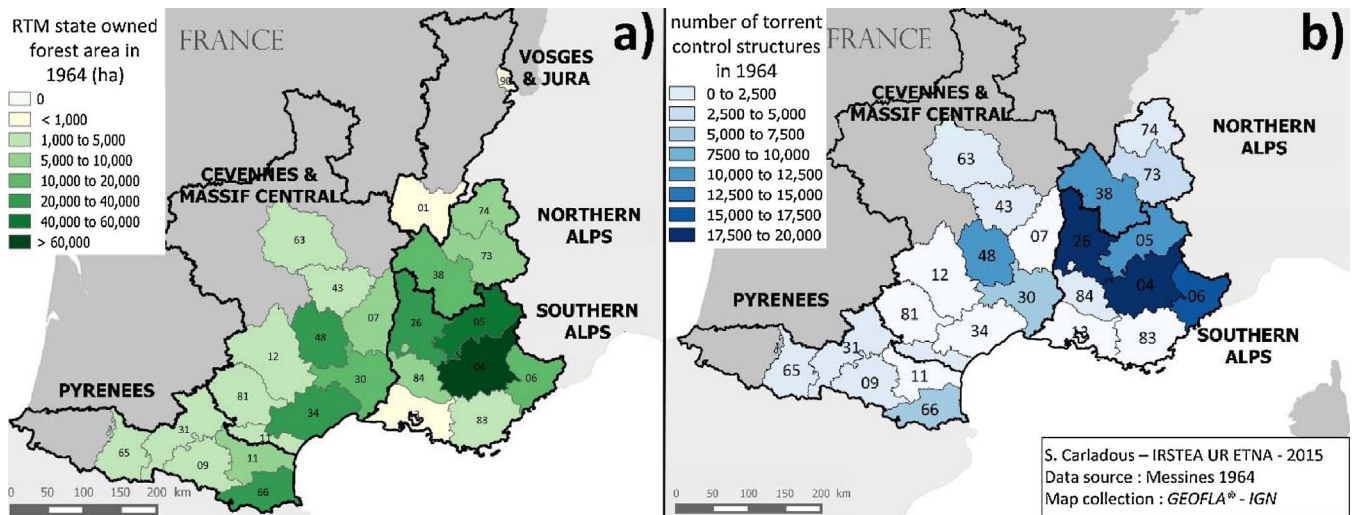 RTM state owned
forest area in
1964 (ha)
0
< 1,000
1,000 to 5,000
5,000 to 10,000
10,000 to 20,000
20,000 to 40,000
40,000 to 60,000
> 60,000
FRANCE
a)
VOSGES
& JURA
90
CEVENNES &
MASSIF CENTRAL
01
74
NORTHERN
ALPS
63
73
38
43
SOUTHERN
ALPS
07
26
05
48
12
04
PYRENEES
30
84
06
81
34
83
31
11
65
09
11
66
0 50 100 150 200 km
number of torrent
control structures
in 1964
0 to 2,500
2,500 to 5,000
5,000 to 7,500
7500 to 10,000
10,000 to 12,500
12,500 to 15,000
15,000 to 17,500
17,500 to 20,000
FRANCE
b)
CEVENNES &
MASSIF CENTRAL
74
NORTHERN
ALPS
63
73
38
43
07
26
05
48
12
04
PYRENEES
30
84
06
81
34
13
83
SOUTHERN
ALPS
31
65
09
11
66
0 50 100 150 200 km
S. Carladous – IRSTEA UR ETNA - 2015
Data source : Messines 1964
Map collection : GEOFLA® - IGN